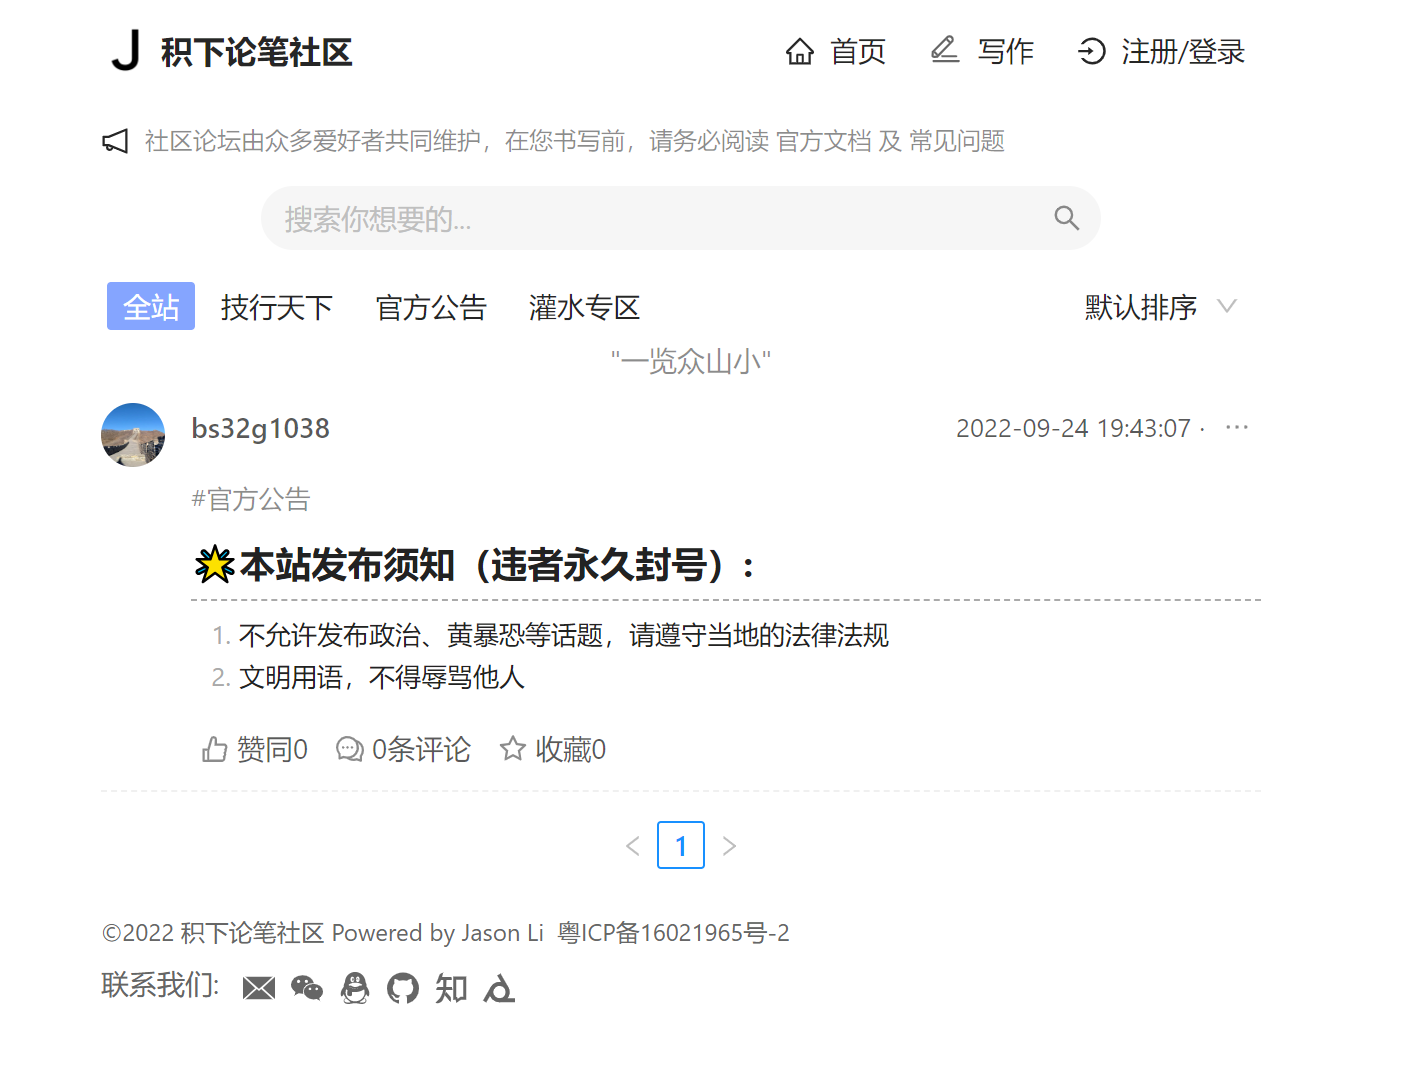 J 积下论笔社区 首页 写作 注册/登录
社区论坛由众多爱好者共同维护，在您书写前，请务必阅读 官方文档 及 常见问题
搜索你想要的...
全站 技行天下 官方公告 灌水专区 默认排序
"一览众山小"
bs32g1038 2022-09-24 19:43:07 · ···
#官方公告
🌟本站发布须知（违者永久封号）:
1. 不允许发布政治、黄暴恐等话题，请遵守当地的法律法规
2. 文明用语，不得辱骂他人
赞同0 0条评论 收藏0
< 1 >
©2022 积下论笔社区 Powered by Jason Li 粤ICP备16021965号-2
联系我们: 知